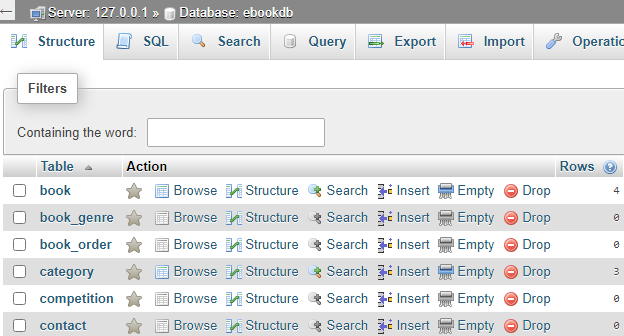 Server: 127.0.0.1 » Database: ebookdb
Structure SQL Search Query Export Import Operatio
Filters
Containing the word:
Table Action Rows
book Browse Structure Search Insert Empty Drop 4
book_genre Browse Structure Search Insert Empty Drop 0
book_order Browse Structure Search Insert Empty Drop 0
category Browse Structure Search Insert Empty Drop 3
competition Browse Structure Search Insert Empty Drop 0
contact Browse Structure Search Insert Empty Drop 0